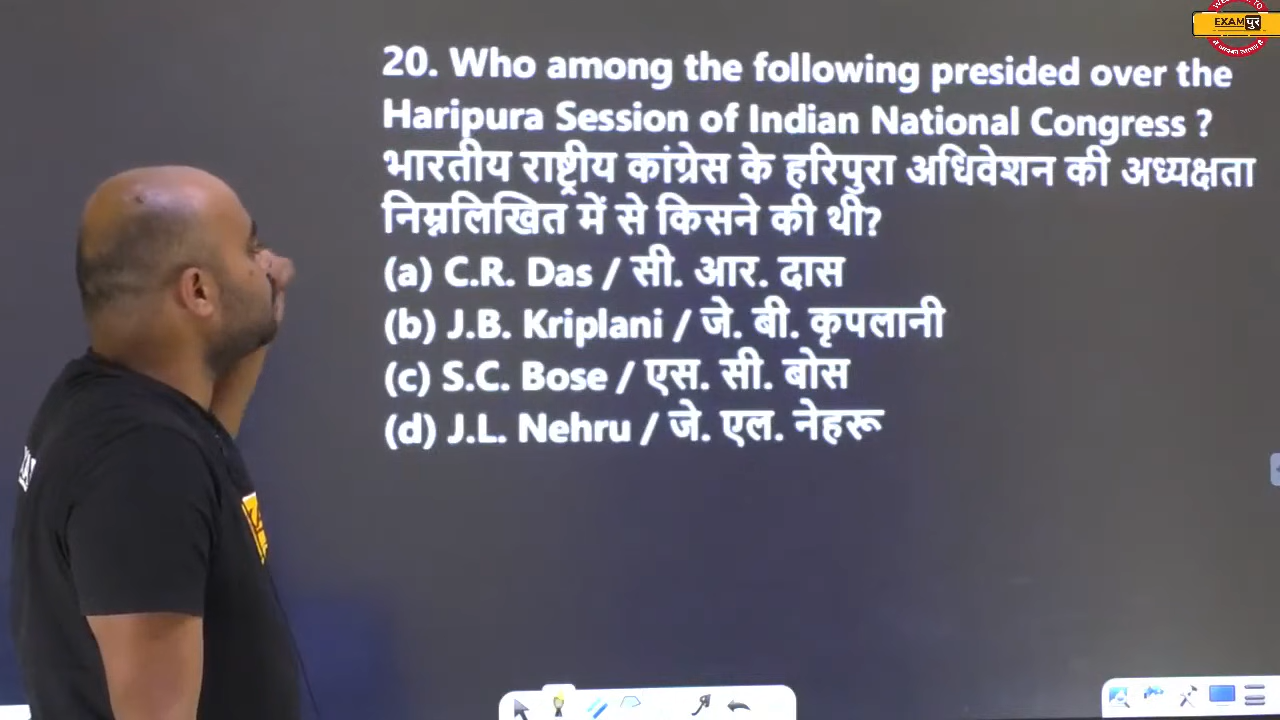 EXAMपुर
20. Who among the following presided over the
Haripura Session of Indian National Congress ?
भारतीय राष्ट्रीय कांग्रेस के हरिपुरा अधिवेशन की अध्यक्षता
निम्नलिखित में से किसने की थी?
(a) C.R. Das / सी. आर. दास
(b) J.B. Kriplani / जे. बी. कृपलानी
(c) S.C. Bose / एस. सी. बोस
(d) J.L. Nehru / जे. एल. नेहरू